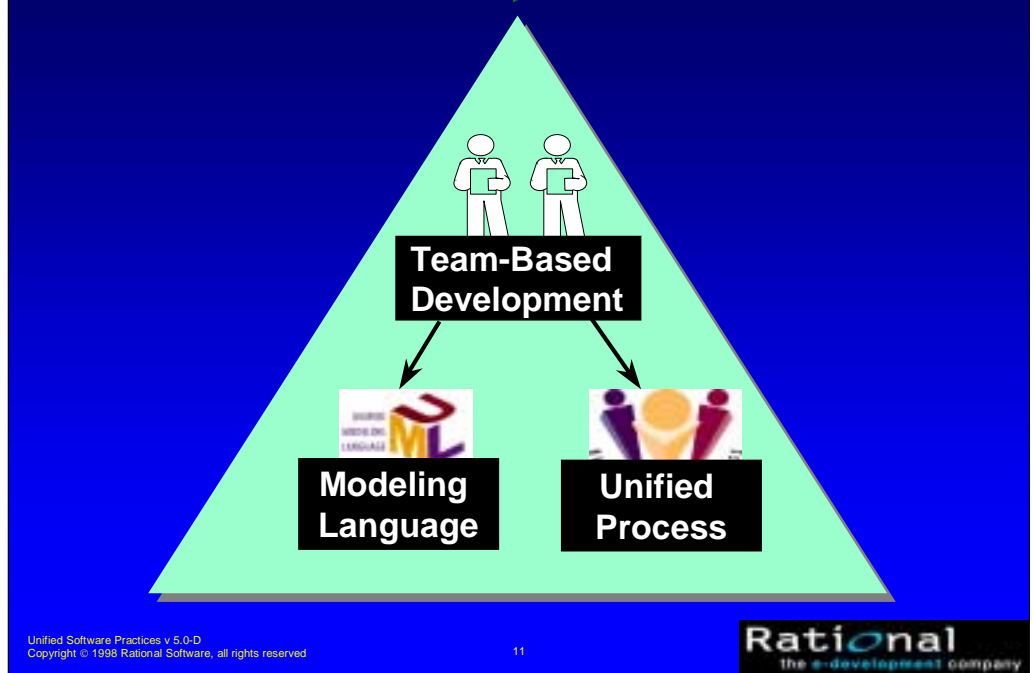 Team-Based
Development
UML
Modeling
Language
Unified
Process
Unified Software Practices v 5.0-D
Copyright © 1998 Rational Software, all rights reserved
11
Rational
the e-development company